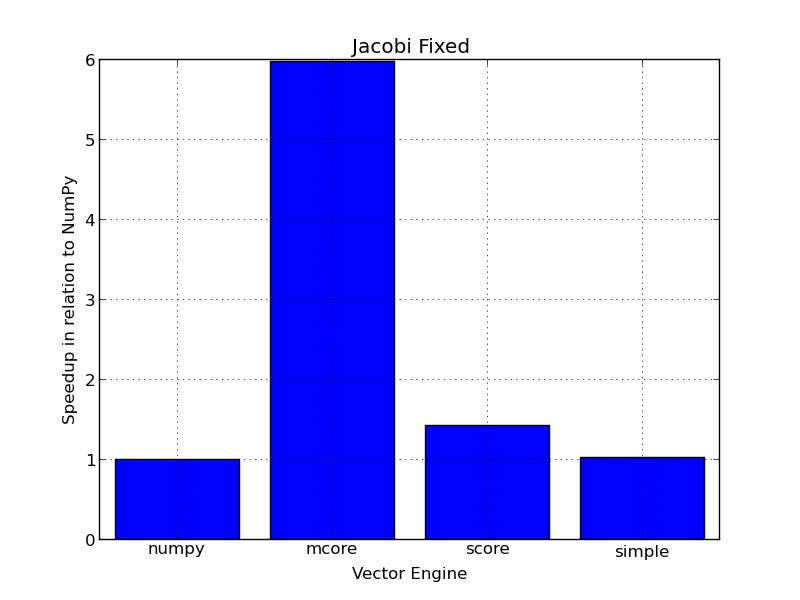 Jacobi Fixed
6
5
4
3
2
1
0
Speedup in relation to NumPy
numpy mcore score simple
Vector Engine